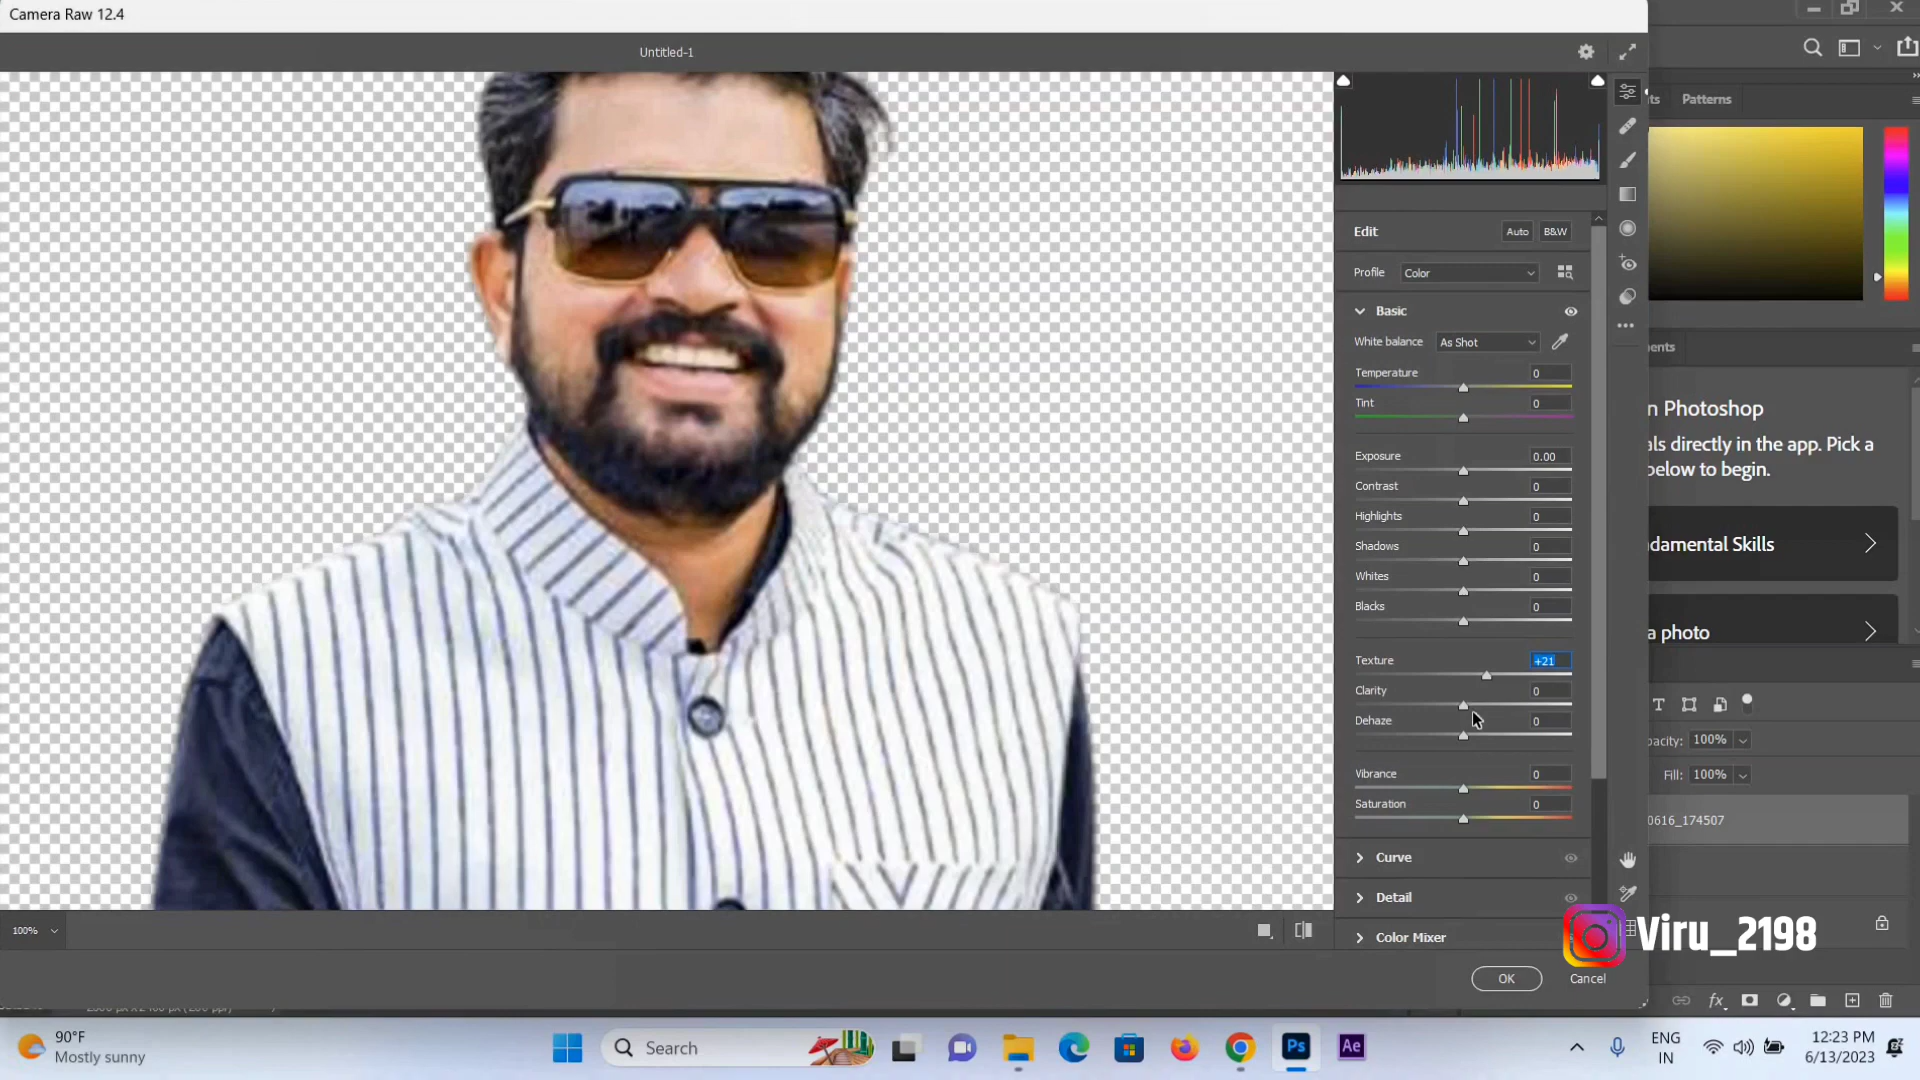 Camera Raw 12.4
Untitled-1
Patterns
Edit
Auto
B&W
Profile
Color
Basic
White balance
As Shot
Temperature
0
Tint
0
Exposure
0.00
Contrast
0
Highlights
0
Shadows
0
Whites
0
Blacks
0
Texture
+21
Clarity
0
Dehaze
0
Vibrance
0
Saturation
0
Curve
Detail
Color Mixer
n Photoshop
als directly in the app. Pick a
below to begin.
damental Skills
a photo
T
pacity:
100%
Fill:
100%
0616_174507
fx
100%
Viru_2198
OK
Cancel
90°F
Mostly sunny
Search
Ps
Ae
ENG
IN
12:23 PM
6/13/2023